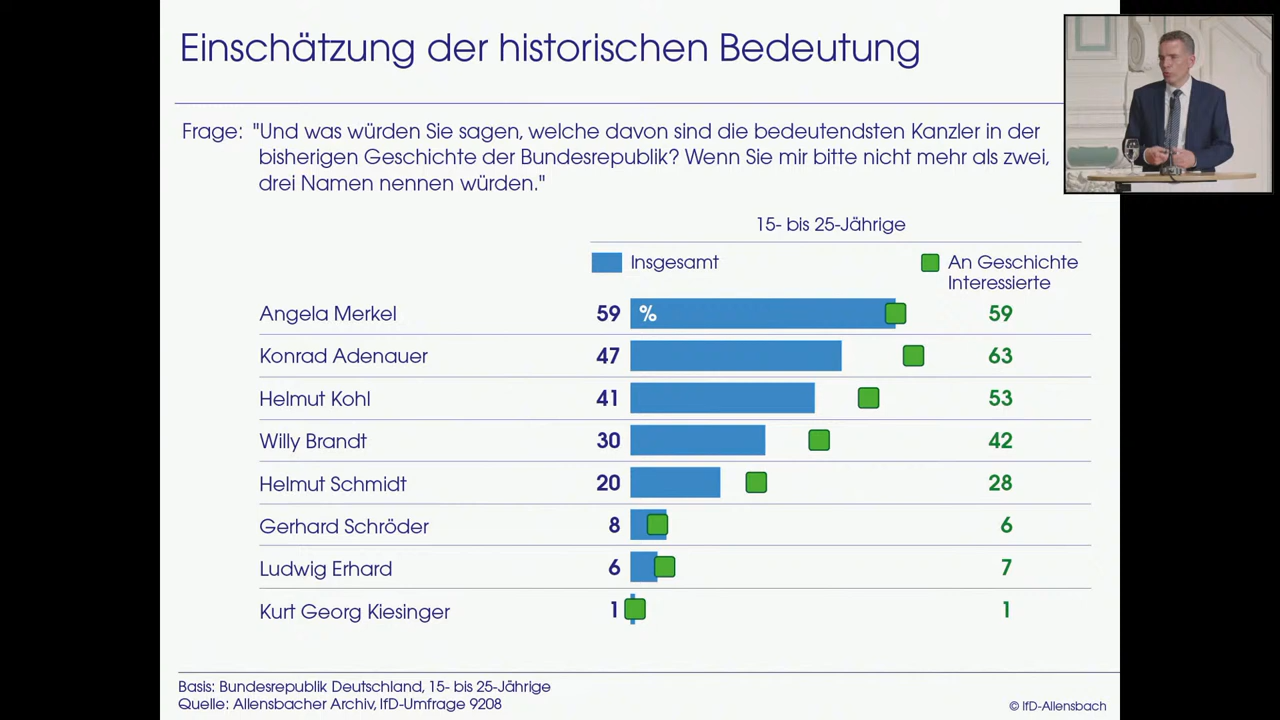 Einschätzung der historischen Bedeutung
Frage: "Und was würden Sie sagen, welche davon sind die bedeutendsten Kanzler in der
bisherigen Geschichte der Bundesrepublik? Wenn Sie mir bitte nicht mehr als zwei,
drei Namen nennen würden."
15- bis 25-Jährige
Insgesamt
An Geschichte
Interessierte
Angela Merkel 59 % 59
Konrad Adenauer 47 63
Helmut Kohl 41 53
Willy Brandt 30 42
Helmut Schmidt 20 28
Gerhard Schröder 8 6
Ludwig Erhard 6 7
Kurt Georg Kiesinger 1 1
Basis: Bundesrepublik Deutschland, 15- bis 25-Jährige
Quelle: Allensbacher Archiv, IfD-Umfrage 9208
© IfD-Allensbach